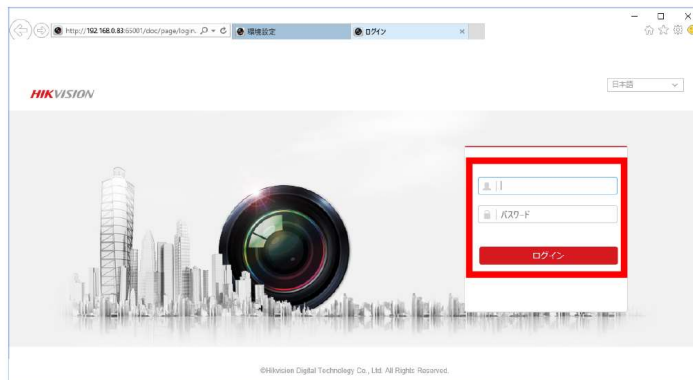 http://192.168.0.83:65001/doc/page/login.
環境設定
ログイン
日本語
HIKVISION
パスワード
ログイン
©Hikvision Digital Technology Co., Ltd. All Rights Reserved.